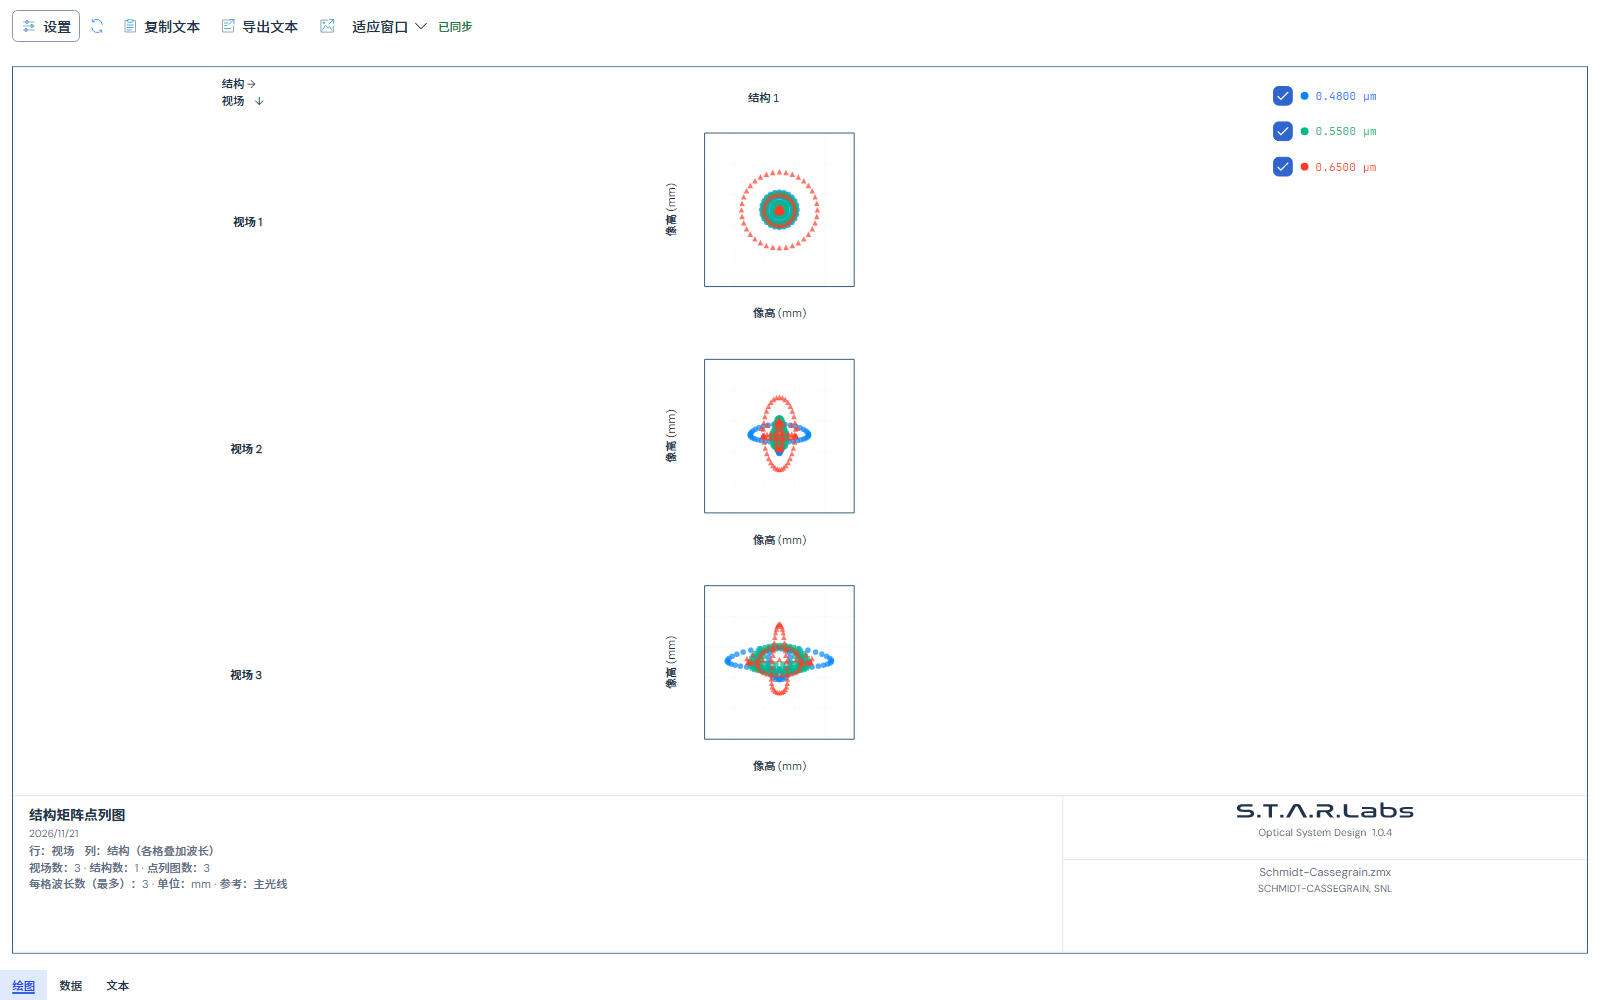 设置 复制文本 导出文本 适应窗口 已同步
结构→
视场 ↓
结构 1
0.4800 µm
0.5500 µm
0.6500 µm
视场 1
像高 (mm)
像高 (mm)
视场 2
像高 (mm)
像高 (mm)
视场 3
像高 (mm)
像高 (mm)
结构矩阵点列图
2026/11/21
行：视场 列：结构（各格叠加波长）
视场数：3 · 结构数：1 · 点列图数：3
每格波长数（最多）：3 · 单位：mm · 参考：主光线
S.T.A.R.Labs
Optical System Design 1.0.4
Schmidt-Cassegrain.zmx
SCHMIDT-CASSEGRAIN, SNL
绘图 数据 文本